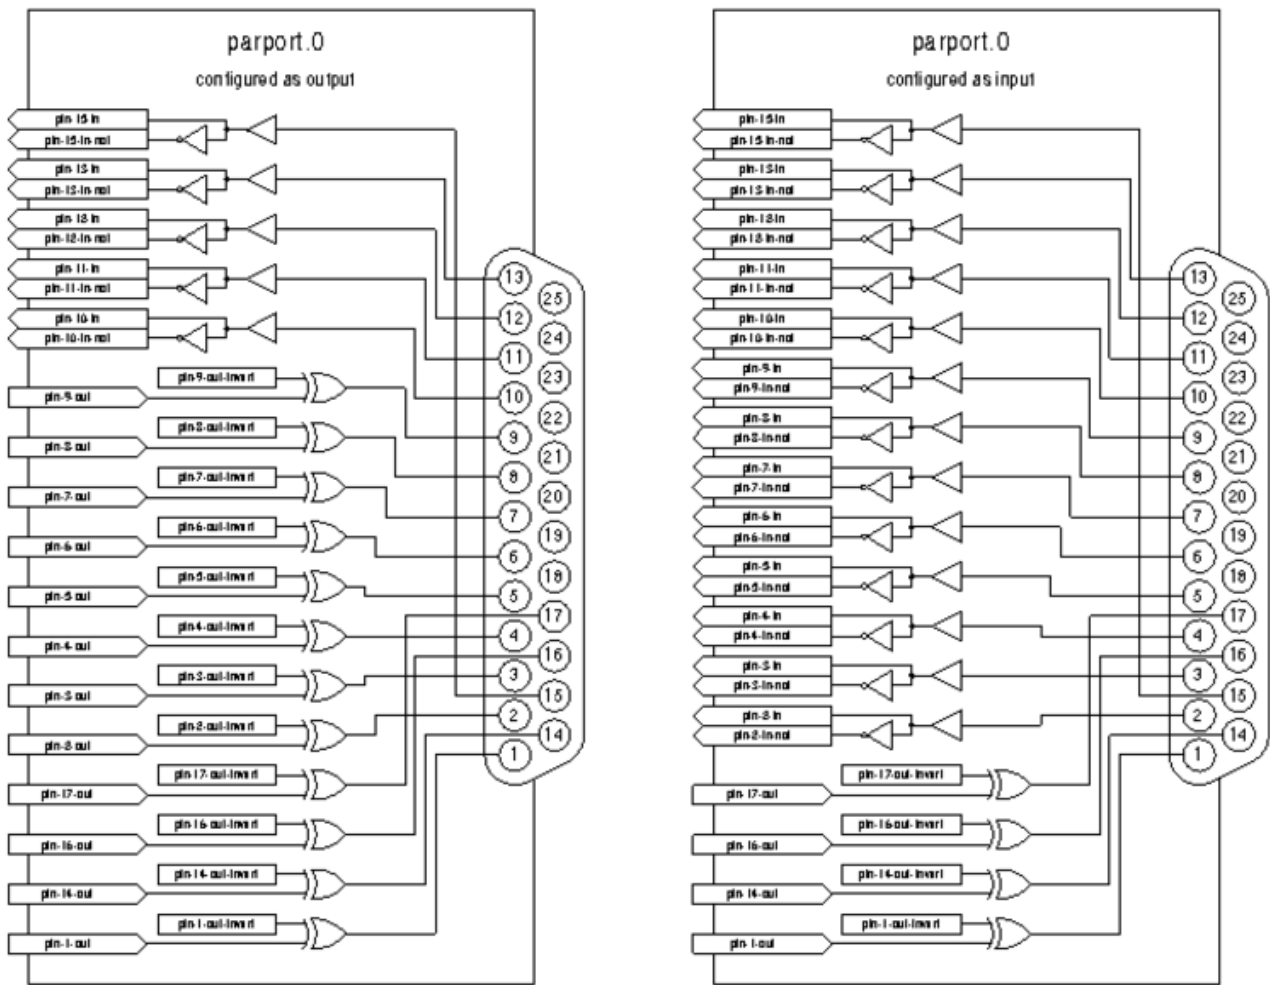 parport.0
configured as output
pin-15-in
pin-15-in-not
pin-13-in
pin-13-in-not
pin-12-in
pin-12-in-not
pin-11-in
pin-11-in-not
pin-10-in
pin-10-in-not
pin-9-out-invert
pin-9-out
pin-8-out-invert
pin-8-out
pin-7-out-invert
pin-7-out
pin-6-out-invert
pin-6-out
pin-5-out-invert
pin-5-out
pin-4-out-invert
pin-4-out
pin-3-out-invert
pin-3-out
pin-2-out-invert
pin-2-out
pin-17-out-invert
pin-17-out
pin-16-out-invert
pin-16-out
pin-14-out-invert
pin-14-out
pin-1-out-invert
pin-1-out
13
25
12
24
11
23
10
22
9
21
8
20
7
19
6
18
5
17
4
16
3
15
2
14
1
parport.0
configured as input
pin-15-in
pin-15-in-not
pin-13-in
pin-13-in-not
pin-12-in
pin-12-in-not
pin-11-in
pin-11-in-not
pin-10-in
pin-10-in-not
pin-9-in
pin-9-in-not
pin-8-in
pin-8-in-not
pin-7-in
pin-7-in-not
pin-6-in
pin-6-in-not
pin-5-in
pin-5-in-not
pin-4-in
pin-4-in-not
pin-3-in
pin-3-in-not
pin-2-in
pin-2-in-not
pin-17-out-invert
pin-17-out
pin-16-out-invert
pin-16-out
pin-14-out-invert
pin-14-out
pin-1-out-invert
pin-1-out
13
25
12
24
11
23
10
22
9
21
8
20
7
19
6
18
5
17
4
16
3
15
2
14
1